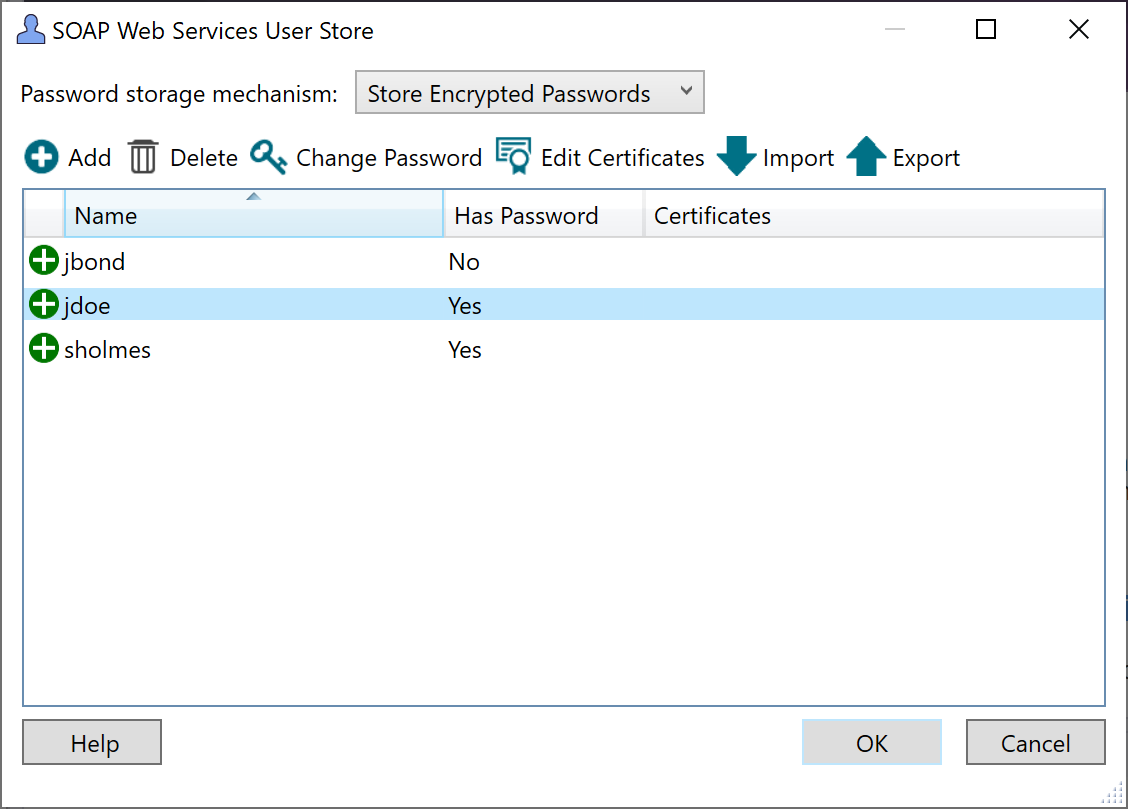 SOAP Web Services User Store
Password storage mechanism: Store Encrypted Passwords
Add Delete Change Password Edit Certificates Import Export
Name Has Password Certificates
jbond No
jdoe Yes
sholmes Yes
Help OK Cancel